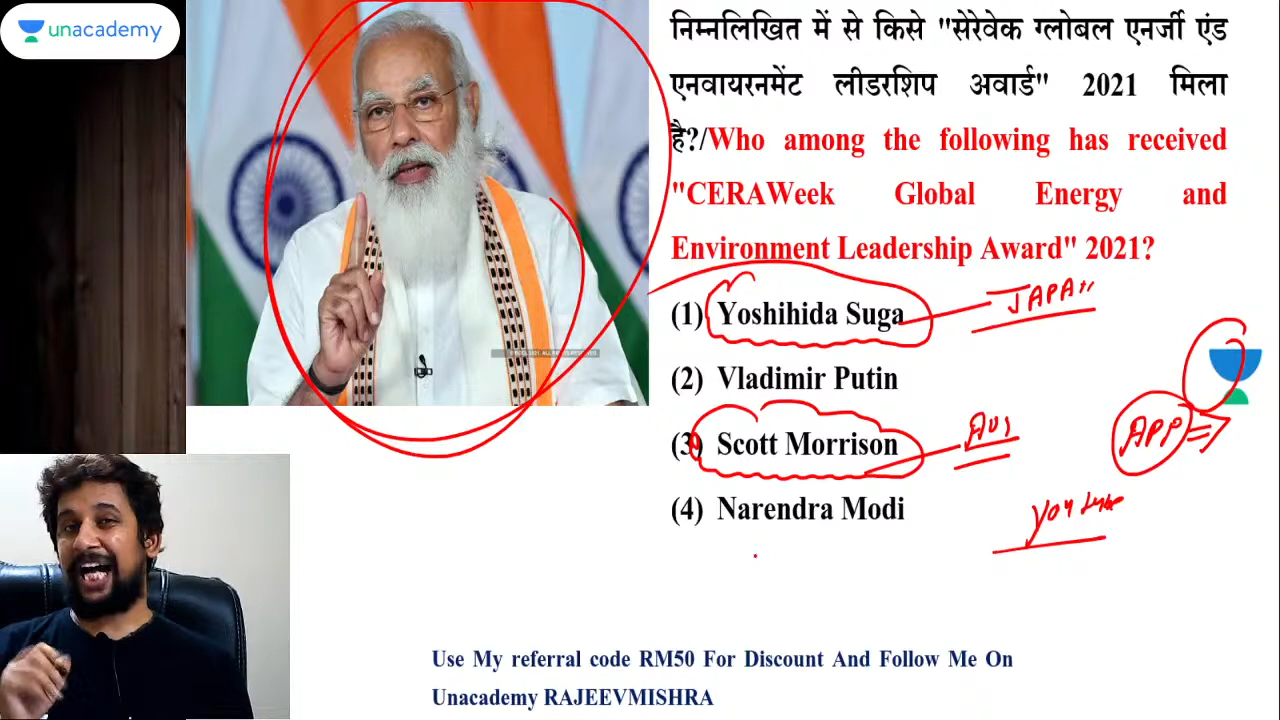 unacademy
निम्नलिखित में से किसे "सेरेवेक ग्लोबल एनर्जी एंड
एनवायरनमेंट लीडरशिप अवार्ड" 2021 मिला
है?/Who among the following has received
"CERAWeek Global Energy and
Environment Leadership Award" 2021?
(1) Yoshihida Suga
JAPAN
(2) Vladimir Putin
(3) Scott Morrison
AUS
APP
(4) Narendra Modi
Use My referral code RM50 For Discount And Follow Me On
Unacademy RAJEEVMISHRA